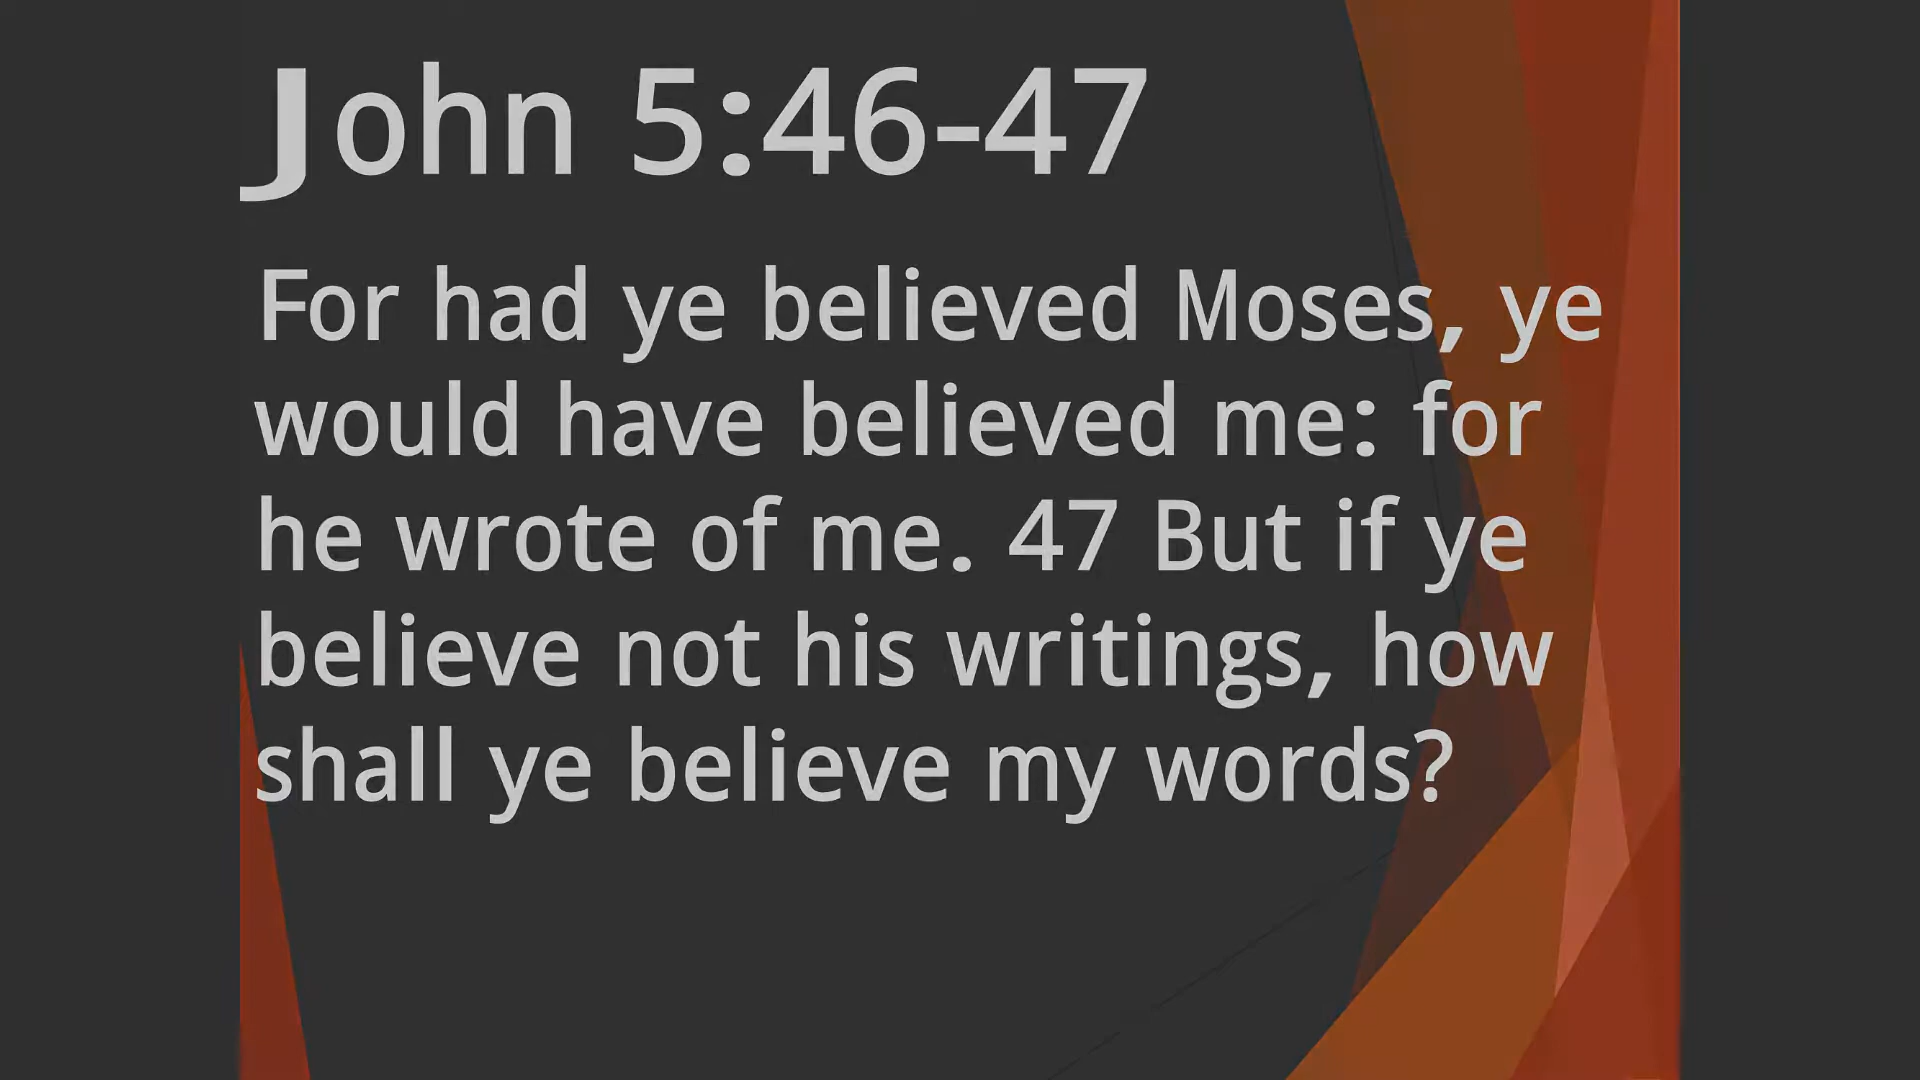 John 5:46-47
For had ye believed Moses, ye
would have believed me: for
he wrote of me. 47 But if ye
believe not his writings, how
shall ye believe my words?